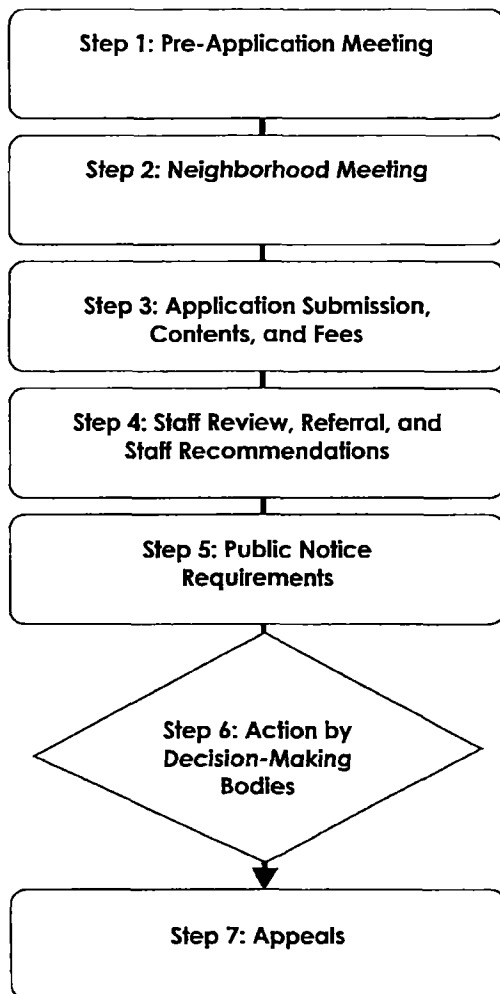 Step 1: Pre-Application Meeting
Step 2: Neighborhood Meeting
Step 3: Application Submission,
Contents, and Fees
Step 4: Staff Review, Referral, and
Staff Recommendations
Step 5: Public Notice
Requirements
Step 6: Action by
Decision-Making
Bodies
Step 7: Appeals